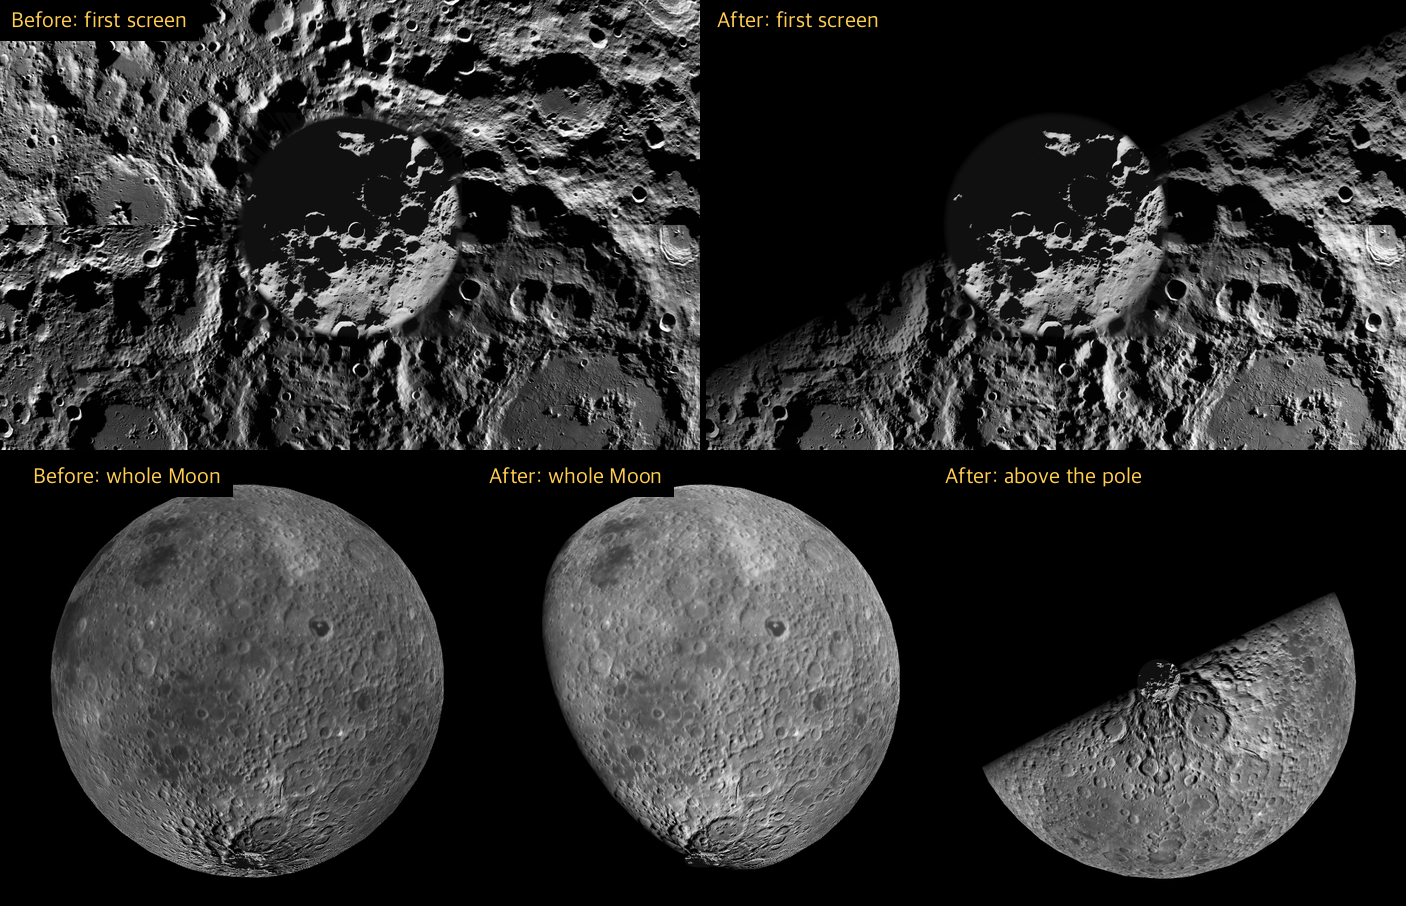 Before: first screen
After: first screen
Before: whole Moon
After: whole Moon
After: above the pole